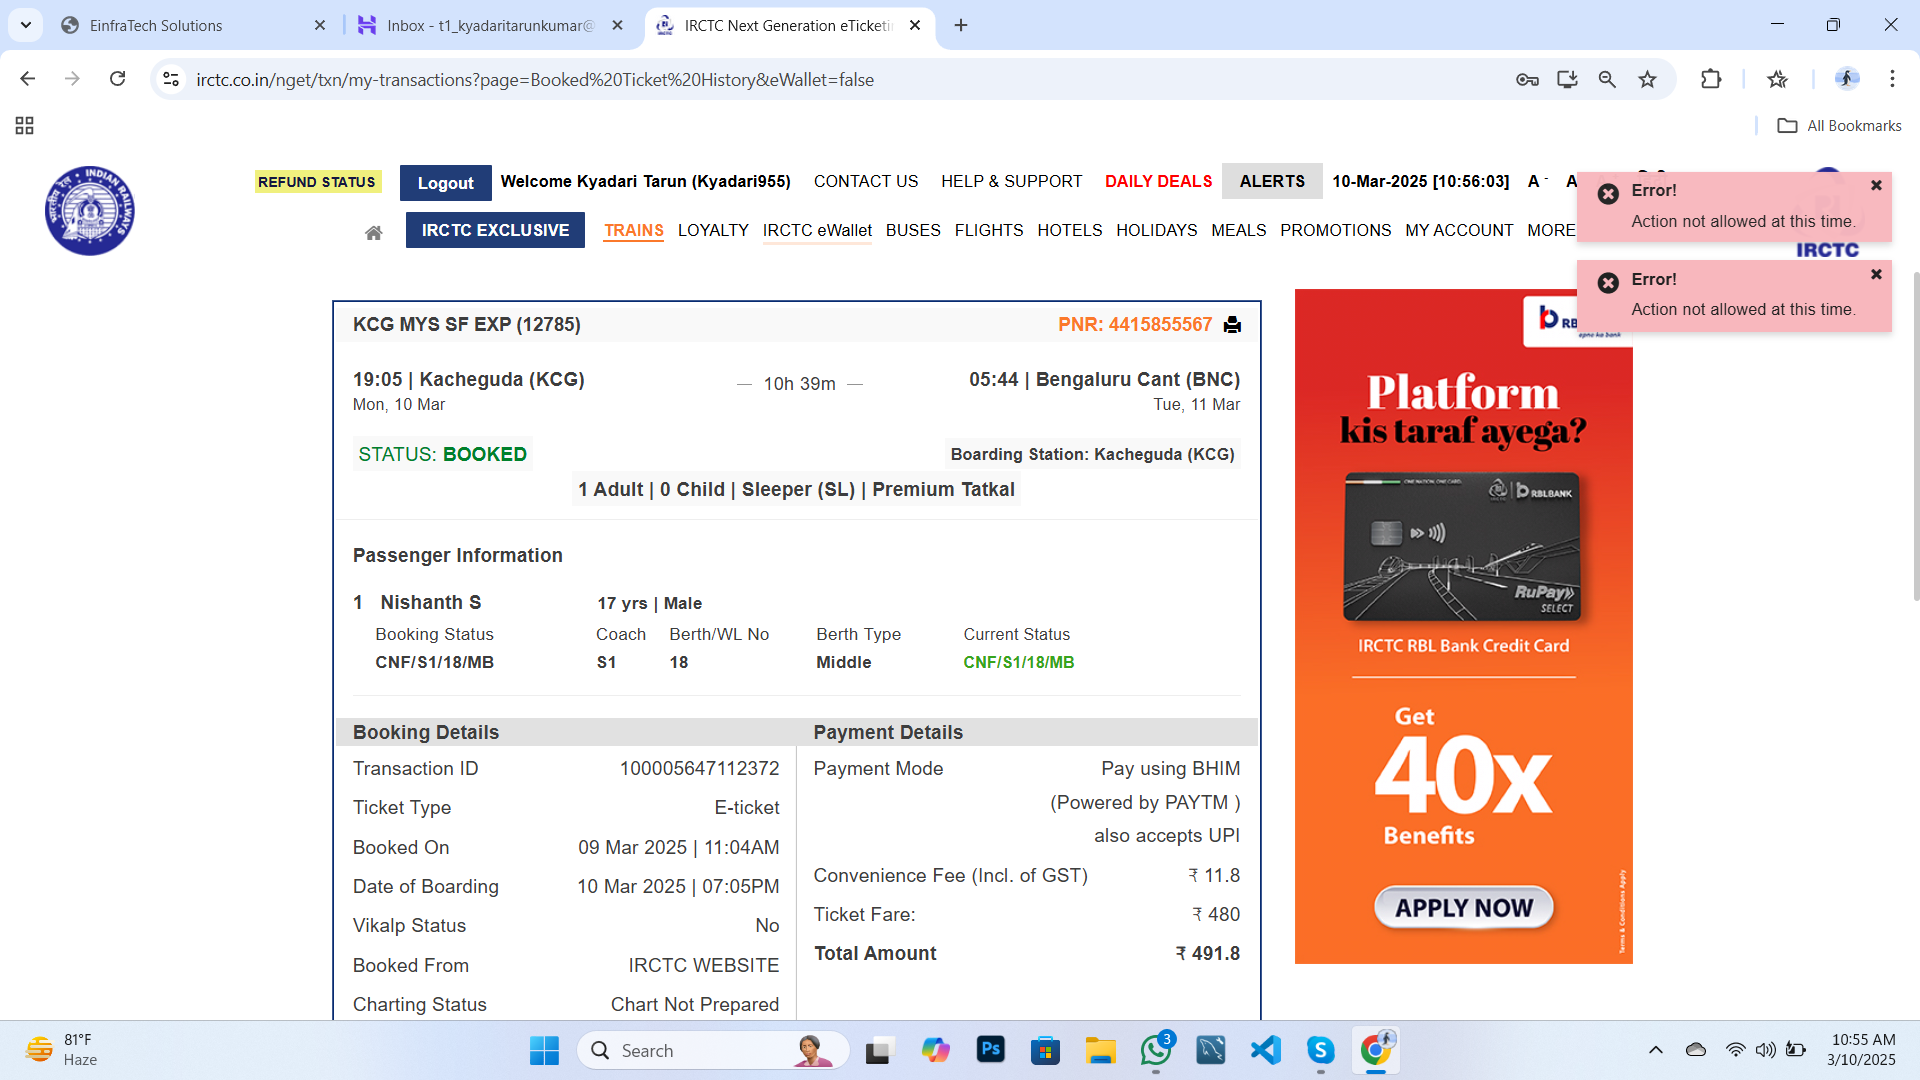 EinfraTech Solutions
Inbox - t1_kyadaritarunkumar@
IRCTC Next Generation eTicketin
irctc.co.in/nget/txn/my-transactions?page=Booked%20Ticket%20History&eWallet=false
All Bookmarks
REFUND STATUS
Logout
Welcome Kyadari Tarun (Kyadari955)
CONTACT US
HELP & SUPPORT
DAILY DEALS
ALERTS
10-Mar-2025 [10:56:03]
A -
A
IRCTC EXCLUSIVE
TRAINS
LOYALTY
IRCTC eWallet
BUSES
FLIGHTS
HOTELS
HOLIDAYS
MEALS
PROMOTIONS
MY ACCOUNT
MORE
IRCTC
Error!
Action not allowed at this time.
Error!
Action not allowed at this time.
KCG MYS SF EXP (12785)
PNR: 4415855567
19:05 | Kacheguda (KCG)
— 10h 39m —
05:44 | Bengaluru Cant (BNC)
Mon, 10 Mar
Tue, 11 Mar
STATUS: BOOKED
Boarding Station: Kacheguda (KCG)
1 Adult | 0 Child | Sleeper (SL) | Premium Tatkal
Passenger Information
1 Nishanth S
17 yrs | Male
Booking Status
Coach
Berth/WL No
Berth Type
Current Status
CNF/S1/18/MB
S1
18
Middle
CNF/S1/18/MB
Booking Details
Payment Details
Transaction ID
100005647112372
Payment Mode
Pay using BHIM
(Powered by PAYTM )
also accepts UPI
Ticket Type
E-ticket
Booked On
09 Mar 2025 | 11:04AM
Convenience Fee (Incl. of GST)
₹ 11.8
Date of Boarding
10 Mar 2025 | 07:05PM
Ticket Fare:
₹ 480
Vikalp Status
No
Total Amount
₹ 491.8
Booked From
IRCTC WEBSITE
Charting Status
Chart Not Prepared
apno ka bank
Platform
kis taraf ayega?
RBLBANK
RuPay
SELECT
IRCTC RBL Bank Credit Card
Get
40x
Benefits
APPLY NOW
Terms & Conditions Apply
81°F
Haze
Search
Ps
3
10:55 AM
3/10/2025